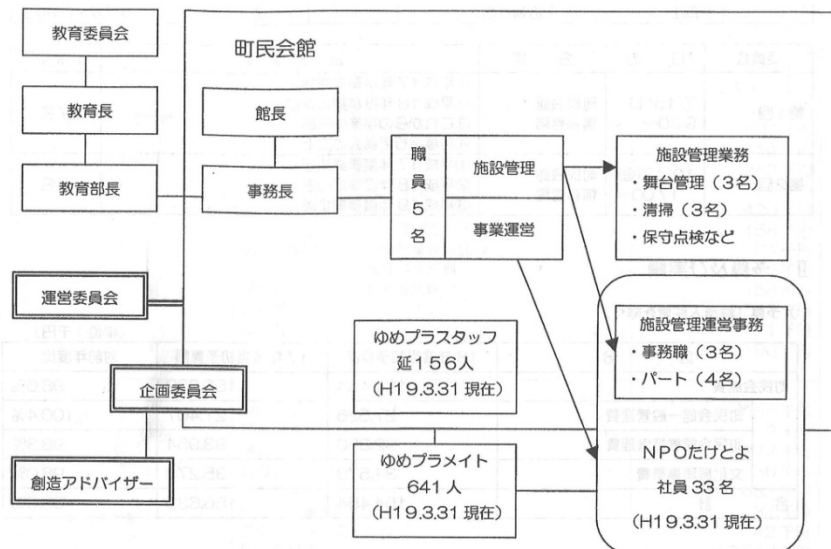 教育委員会
教育長
教育部長
運営委員会
企画委員会
創造アドバイザー
町民会館
館長
事務長
職員5名
施設管理
事業運営
施設管理業務
・舞台管理（3名）
・清掃（3名）
・保守点検など
施設管理運営事務
・事務職（3名）
・パート（4名）
NPOたけとよ
社員33名
（H19.3.31現在）
ゆめプラスタッフ
延156人
（H19.3.31現在）
ゆめプラメイト
641人
（H19.3.31現在）